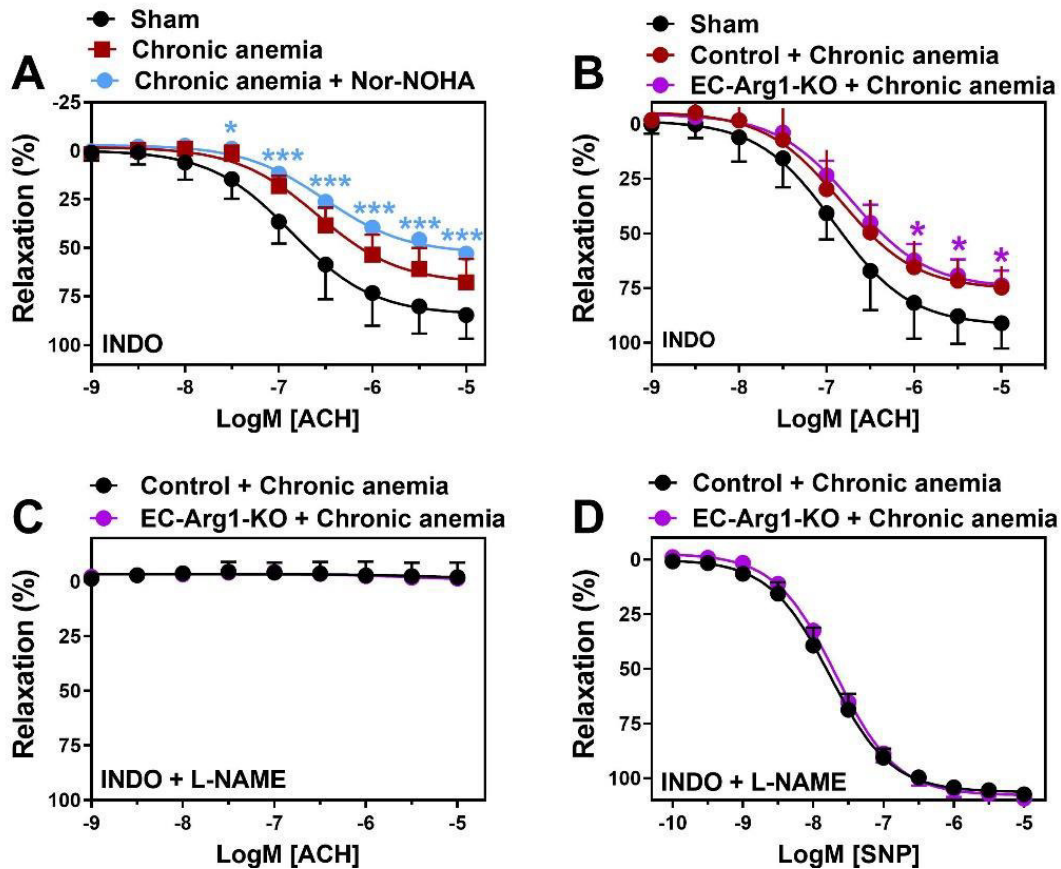 A
Sham
Chronic anemia
Chronic anemia + Nor-NOHA
-25
0
25
50
75
100
Relaxation (%)
* *** *** *** *** ***
INDO
-9 -8 -7 -6 -5
LogM [ACH]
B
Sham
Control + Chronic anemia
EC-Arg1-KO + Chronic anemia
0
25
50
75
100
Relaxation (%)
* * *
INDO
-9 -8 -7 -6 -5
LogM [ACH]
C
Control + Chronic anemia
EC-Arg1-KO + Chronic anemia
0
25
50
75
100
Relaxation (%)
INDO + L-NAME
-9 -8 -7 -6 -5
LogM [ACH]
D
Control + Chronic anemia
EC-Arg1-KO + Chronic anemia
0
25
50
75
100
Relaxation (%)
INDO + L-NAME
-10 -9 -8 -7 -6 -5
LogM [SNP]